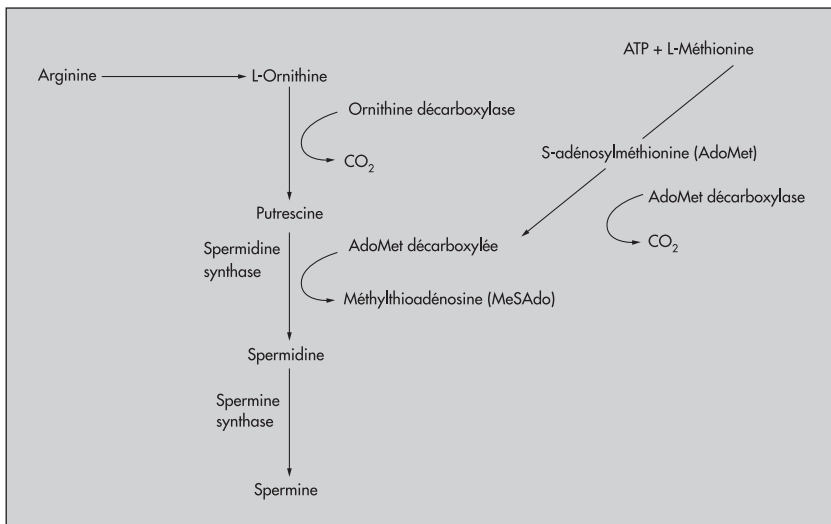 ATP + L-Méthionine
Arginine
L-Ornithine
Ornithine décarboxylase
CO2
S-adénosylméthionine (AdoMet)
AdoMet décarboxylase
CO2
Putrescine
Spermidine
synthase
AdoMet décarboxylée
Méthylthioadénosine (MeSAdo)
Spermidine
Spermine
synthase
Spermine